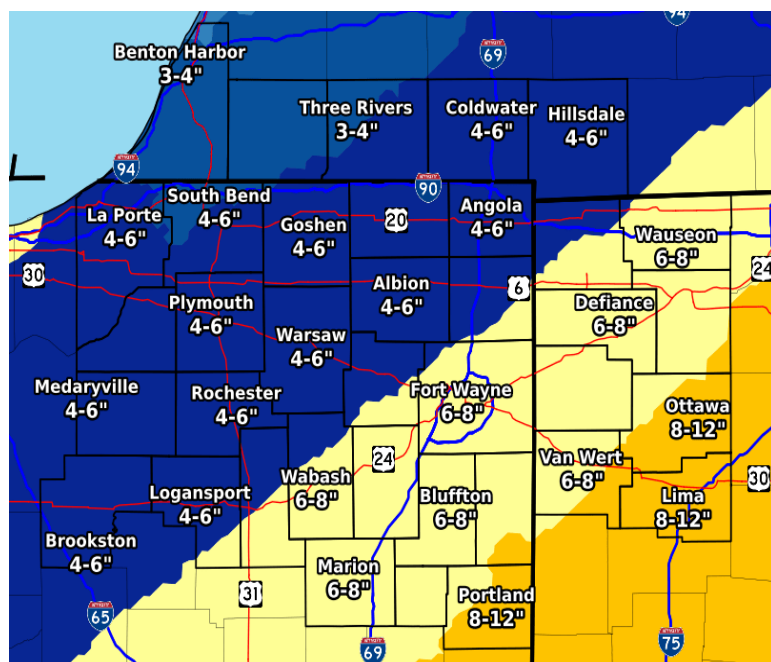 94
69
Benton Harbor
3-4"
Three Rivers
3-4"
Coldwater
4-6"
Hillsdale
4-6"
94
90
South Bend
4-6"
La Porte
4-6"
Goshen
4-6"
20
Angola
4-6"
Wauseon
6-8"
30
24
Albion
4-6"
6
Plymouth
4-6"
Defiance
6-8"
Warsaw
4-6"
Medaryville
4-6"
Rochester
4-6"
Fort Wayne
6-8"
Ottawa
8-12"
24
Van Wert
6-8"
Wabash
6-8"
30
Logansport
4-6"
Bluffton
6-8"
Lima
8-12"
Brookston
4-6"
Marion
6-8"
31
Portland
8-12"
65
69
75